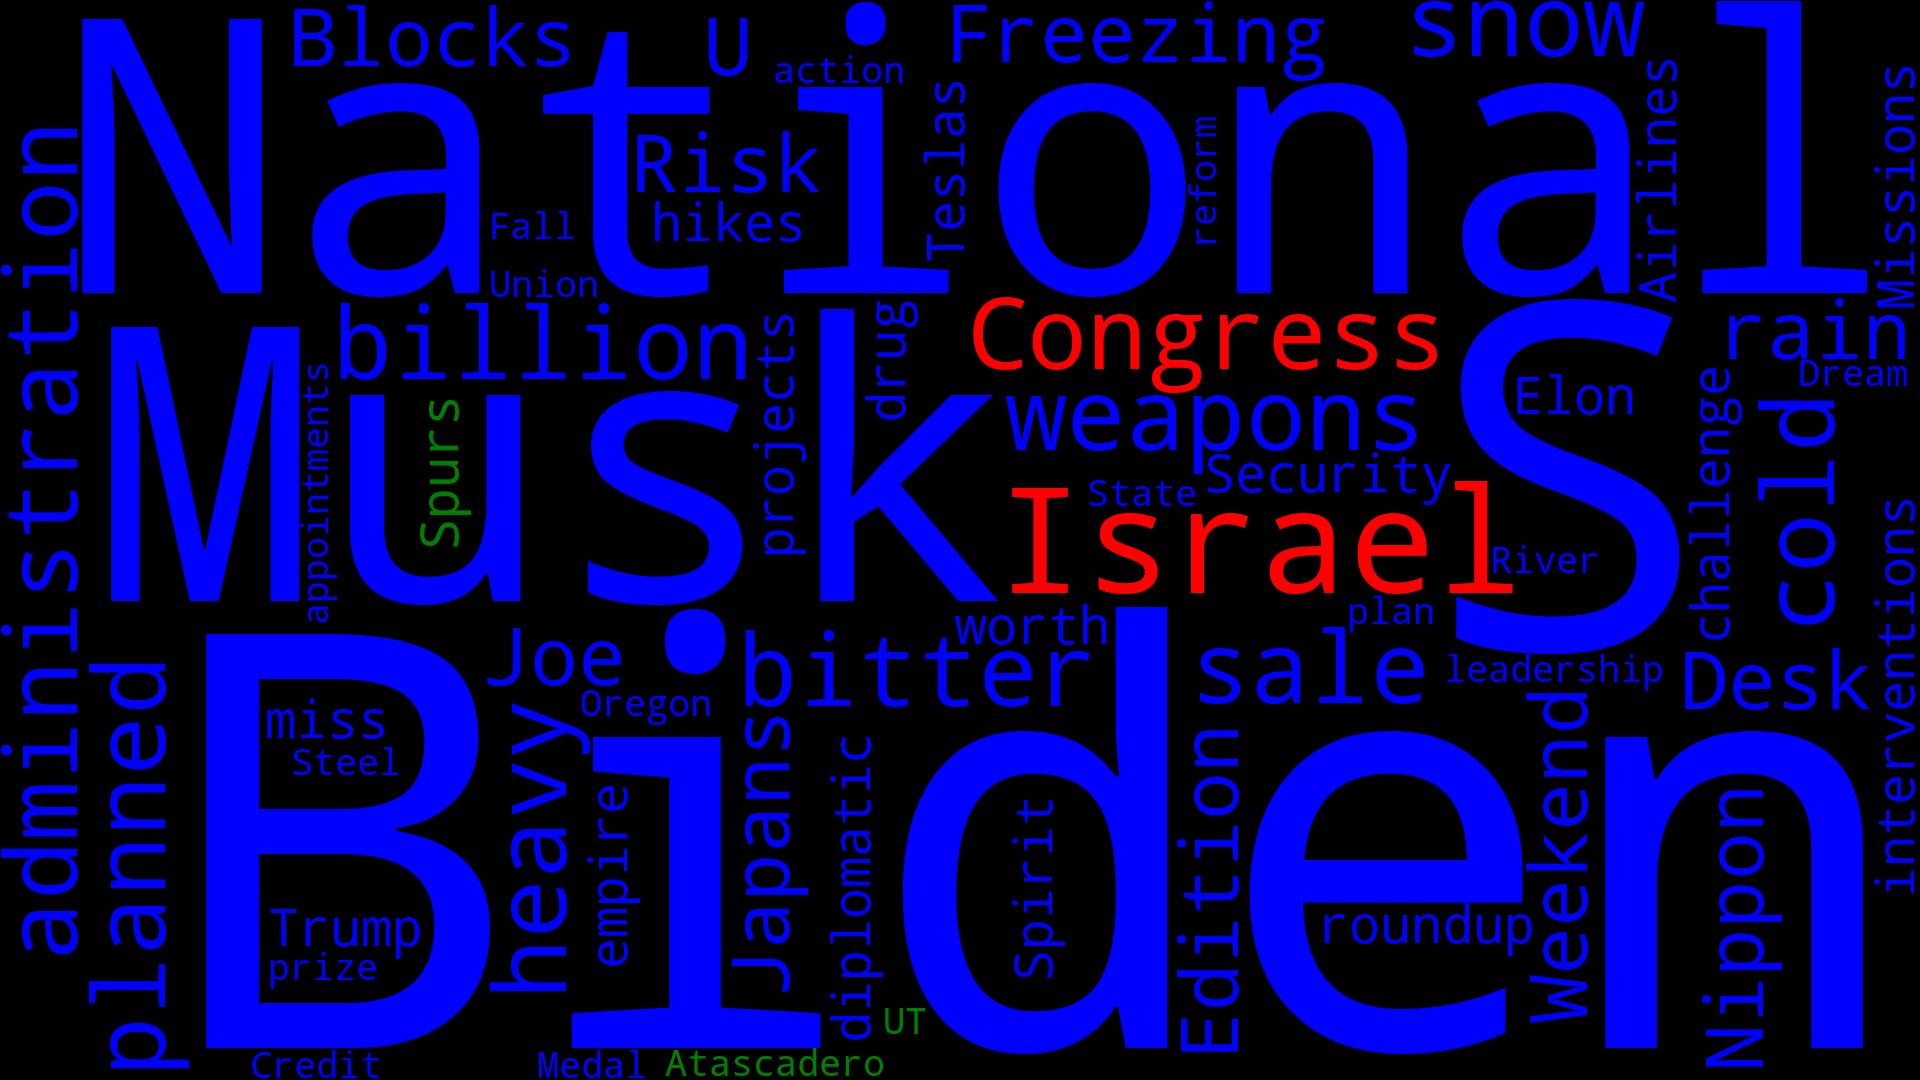 Blocks
U
action
Freezing
snow
National
Risk
hikes
Fall
Union
Teslas
reform
Airlines
Missions
administration
billion
projects
drug
Congress
rain
Dream
Musk
appointments
Spurs
weapons
Security
State
Israel
S
Elon
River
challenge
cold
interventions
worth
plan
planned
Joe
Oregon
bitter
sale
leadership
Desk
Biden
miss
Steel
Trump
prize
heavy
empire
Japans
diplomatic
Spirit
Edition
roundup
Weekend
Nippon
UT
Credit
Medal
Atascadero